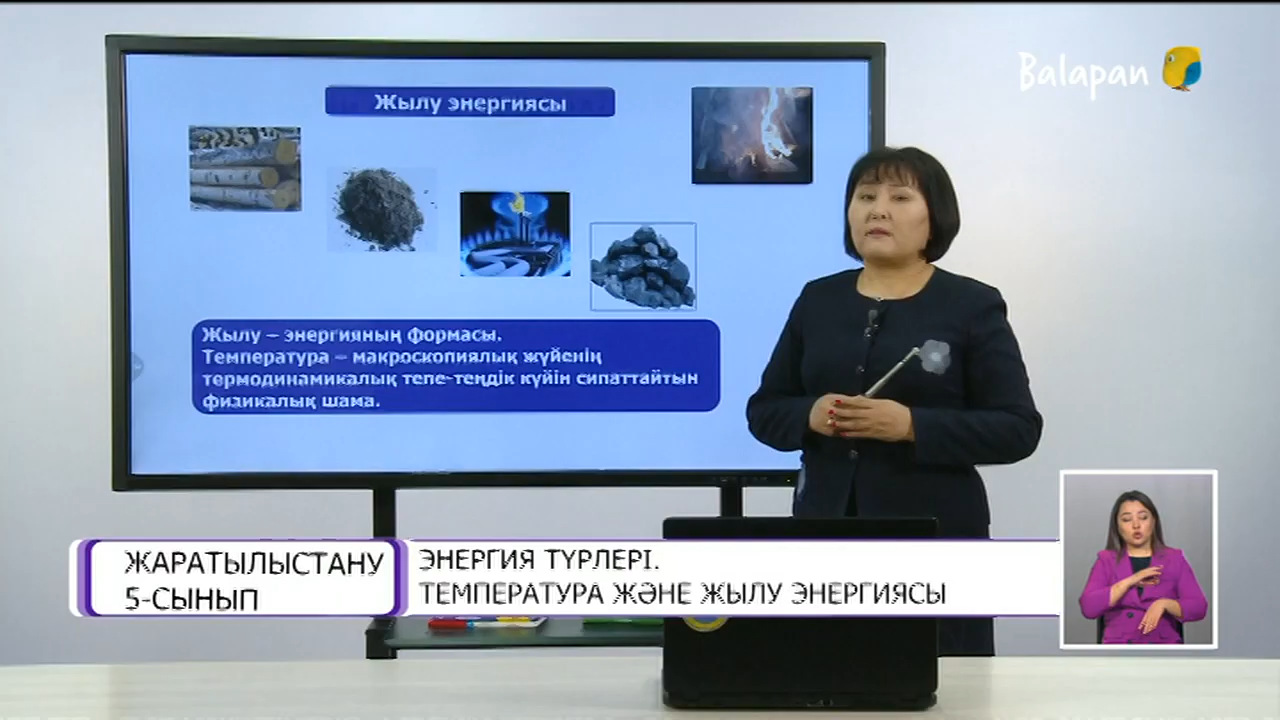 Balapan
Жылу энергиясы
Жылу – энергияның формасы.
Температура – макроскопиялық жүйенің
термодинамикалық тепе-теңдік күйін сипаттайтын
физикалық шама.
ЖАРАТЫЛЫСТАНУ
5-СЫНЫП
ЭНЕРГИЯ ТҮРЛЕРІ.
ТЕМПЕРАТУРА ЖӘНЕ ЖЫЛУ ЭНЕРГИЯСЫ